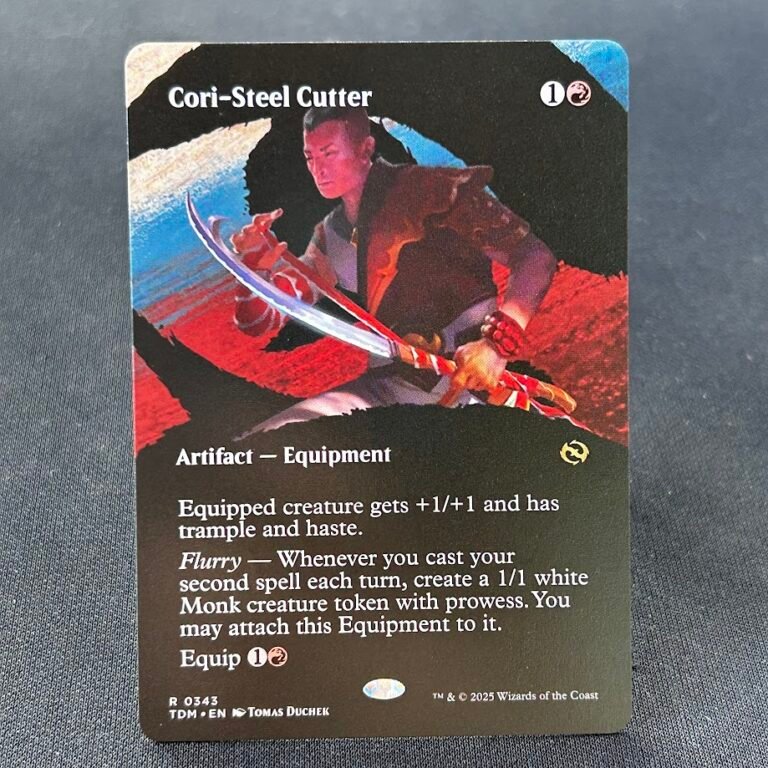 Cori-Steel Cutter 1
Artifact — Equipment
Equipped creature gets +1/+1 and has
trample and haste.
Flurry — Whenever you cast your
second spell each turn, create a 1/1 white
Monk creature token with prowess. You
may attach this Equipment to it.
Equip 1
R 0343
TDM • EN Tomas Duchek
™ & © 2025 Wizards of the Coast